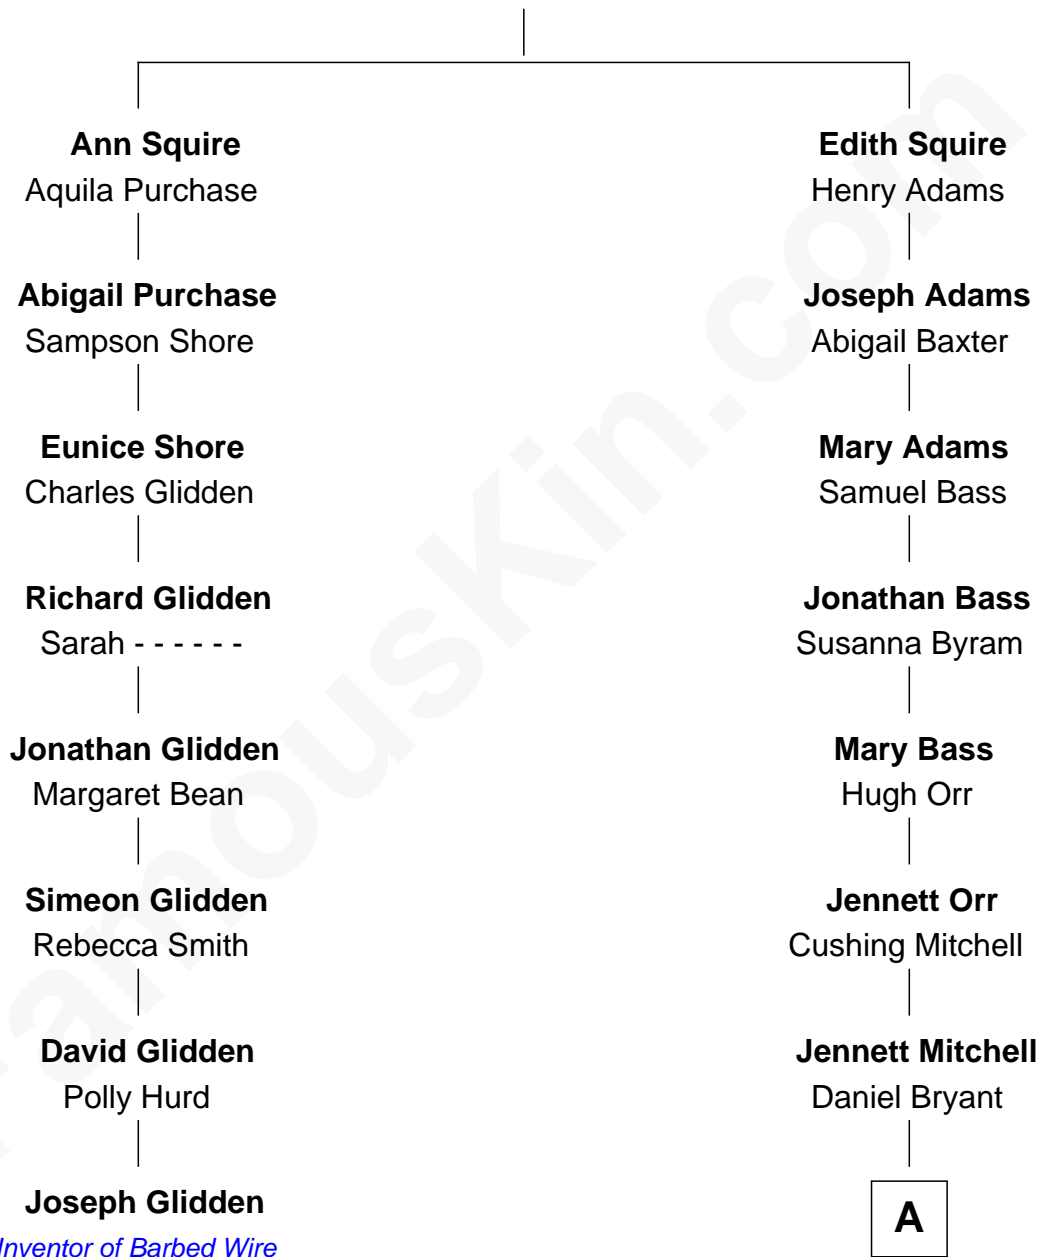 Ann Squire
Aquila Purchase
Abigail Purchase
Sampson Shore
Eunice Shore
Charles Glidden
Richard Glidden
Sarah - - - - - -
Jonathan Glidden
Margaret Bean
Simeon Glidden
Rebecca Smith
David Glidden
Polly Hurd
Joseph Glidden
Inventor of Barbed Wire
Edith Squire
Henry Adams
Joseph Adams
Abigail Baxter
Mary Adams
Samuel Bass
Jonathan Bass
Susanna Byram
Mary Bass
Hugh Orr
Jennett Orr
Cushing Mitchell
Jennett Mitchell
Daniel Bryant
A
FamousKin.com